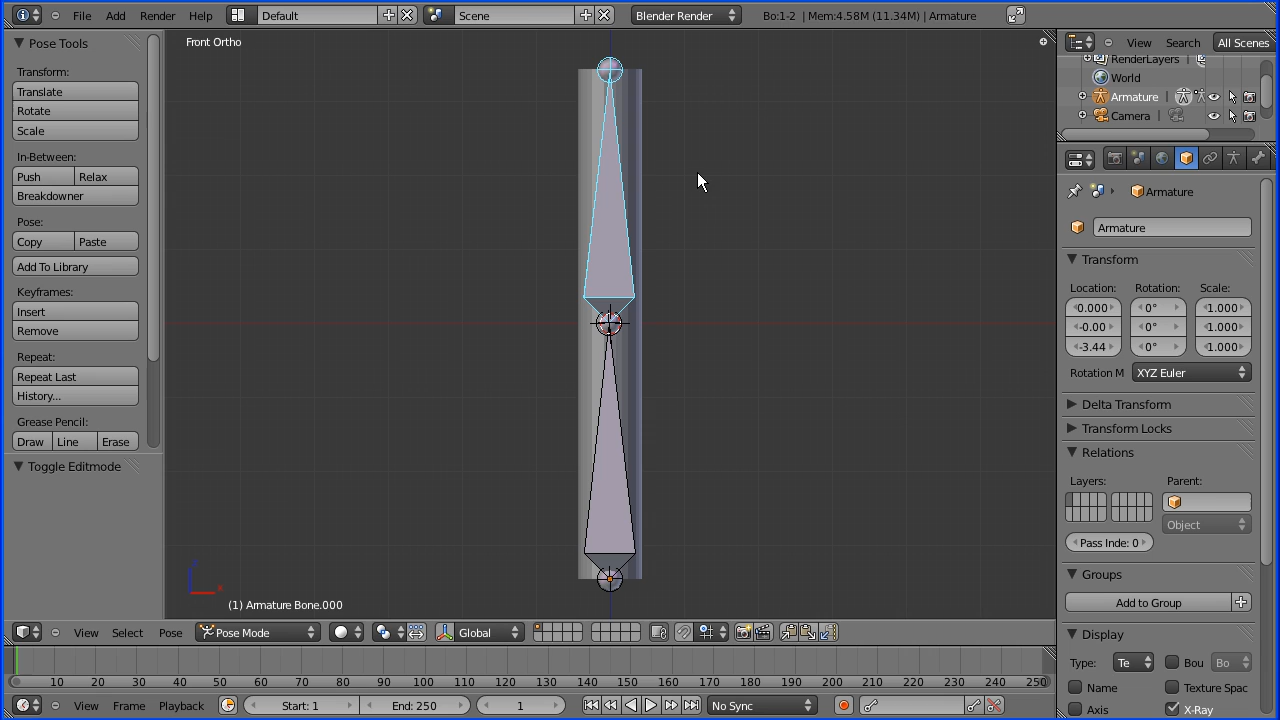 File Add Render Help Default Scene Blender Render Bo:1-2 | Mem:4.58M (11.34M) | Armature
Pose Tools
Transform:
Translate
Rotate
Scale
In-Between:
Push Relax
Breakdowner
Pose:
Copy Paste
Add To Library
Keyframes:
Insert
Remove
Repeat:
Repeat Last
History...
Grease Pencil:
Draw Line Erase
Toggle Editmode
Front Ortho
(1) Armature Bone.000
View Select Pose Pose Mode Global
View Search All Scenes
RenderLayers
World
Armature
Camera
Armature
Armature
Transform
Location: Rotation: Scale:
0.000 0° 1.000
-0.00 0° 1.000
-3.44 0° 1.000
Rotation M XYZ Euler
Delta Transform
Transform Locks
Relations
Layers: Parent:
Object
Pass Inde: 0
Groups
Add to Group
Display
Type: Te Bou Bo
Name Texture Spac
Axis X-Ray
10 20 30 40 50 60 70 80 90 100 110 120 130 140 150 160 170 180 190 200 210 220 230 240 250
View Frame Playback Start: 1 End: 250 1 No Sync